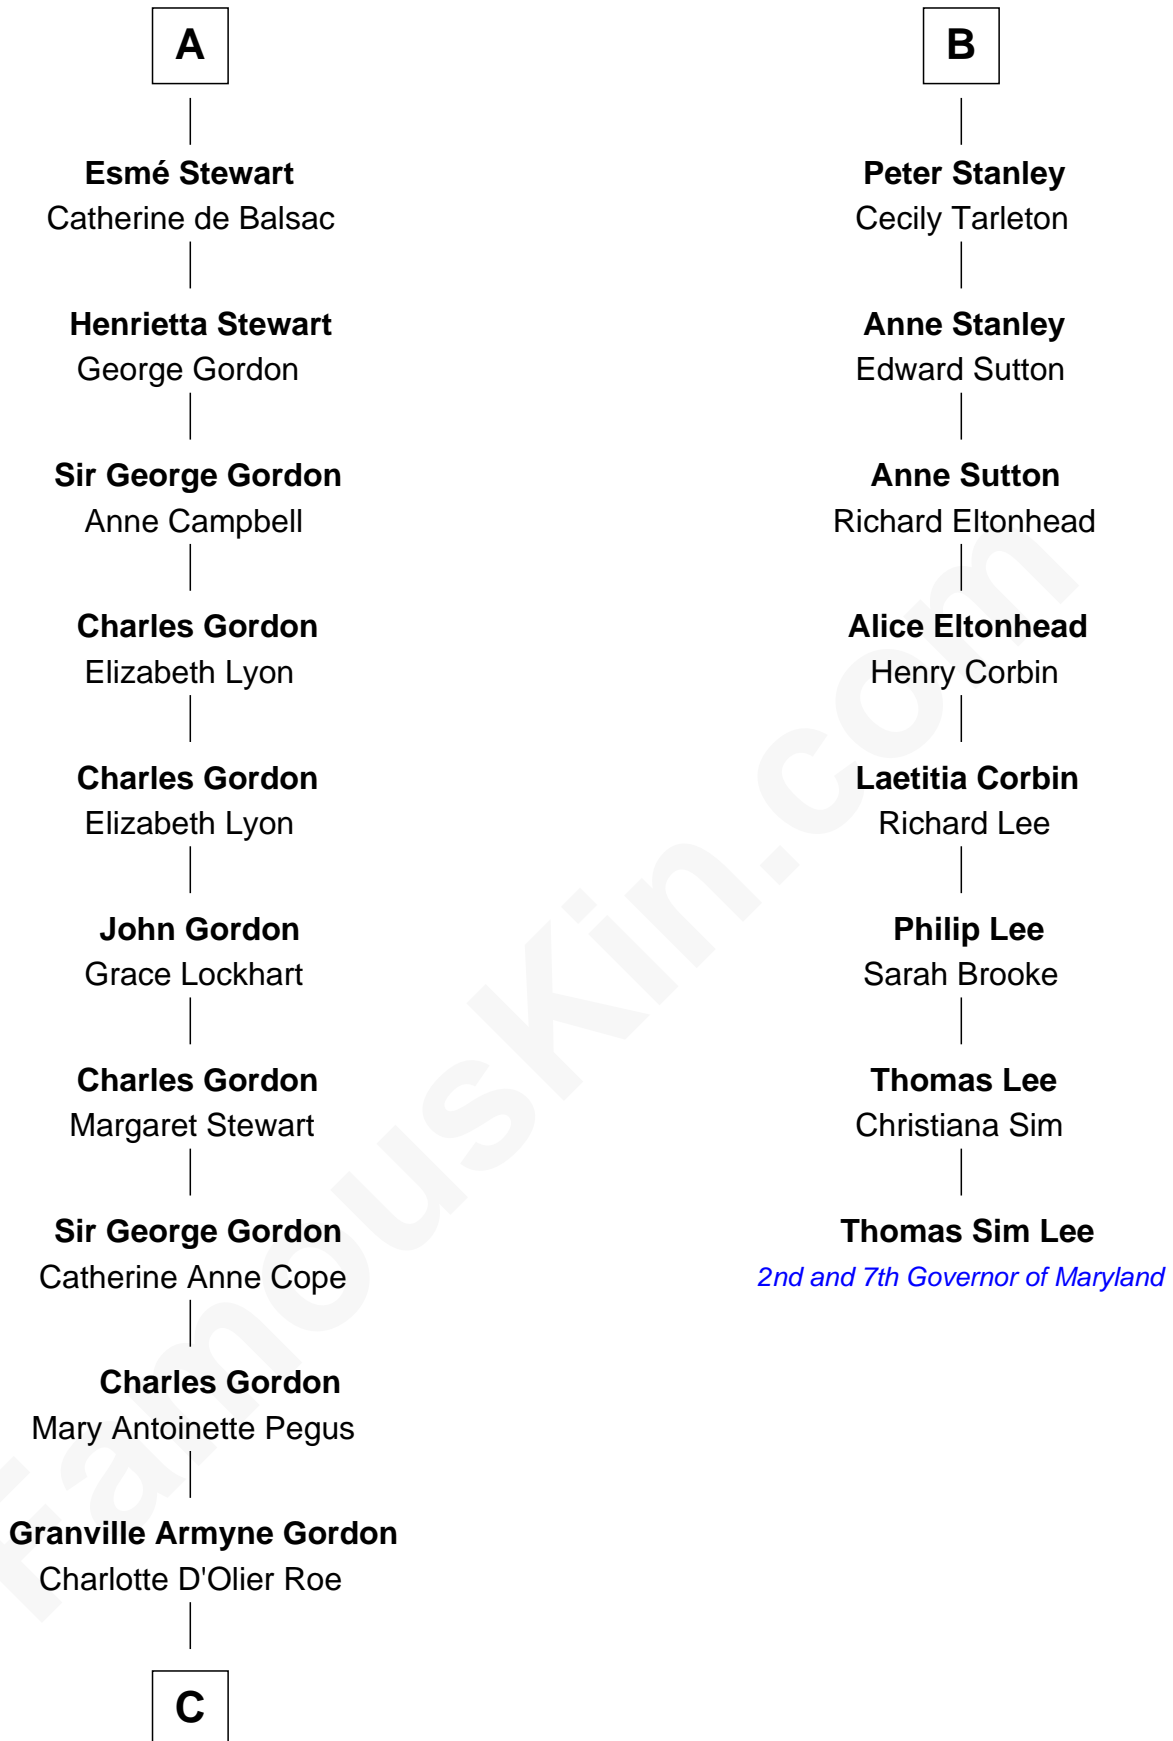 A
Esmé Stewart
Catherine de Balsac
Henrietta Stewart
George Gordon
Sir George Gordon
Anne Campbell
Charles Gordon
Elizabeth Lyon
Charles Gordon
Elizabeth Lyon
John Gordon
Grace Lockhart
Charles Gordon
Margaret Stewart
Sir George Gordon
Catherine Anne Cope
Charles Gordon
Mary Antoinette Pegus
Granville Armyne Gordon
Charlotte D'Olier Roe
C
B
Peter Stanley
Cecily Tarleton
Anne Stanley
Edward Sutton
Anne Sutton
Richard Eltonhead
Alice Eltonhead
Henry Corbin
Laetitia Corbin
Richard Lee
Philip Lee
Sarah Brooke
Thomas Lee
Christiana Sim
Thomas Sim Lee
2nd and 7th Governor of Maryland
FamousKin.com